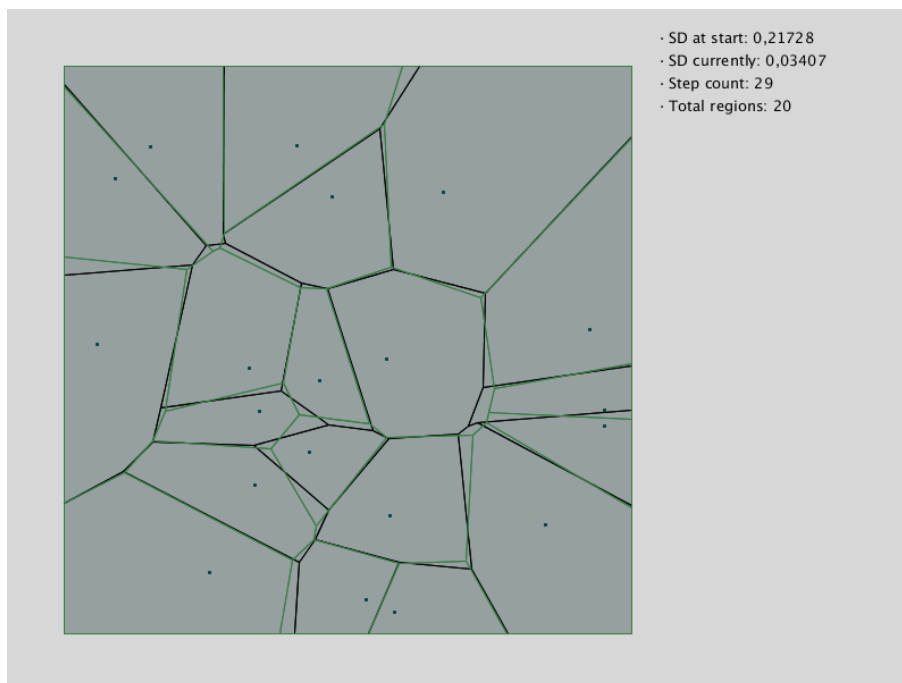 · SD at start: 0,21728
· SD currently: 0,03407
· Step count: 29
· Total regions: 20